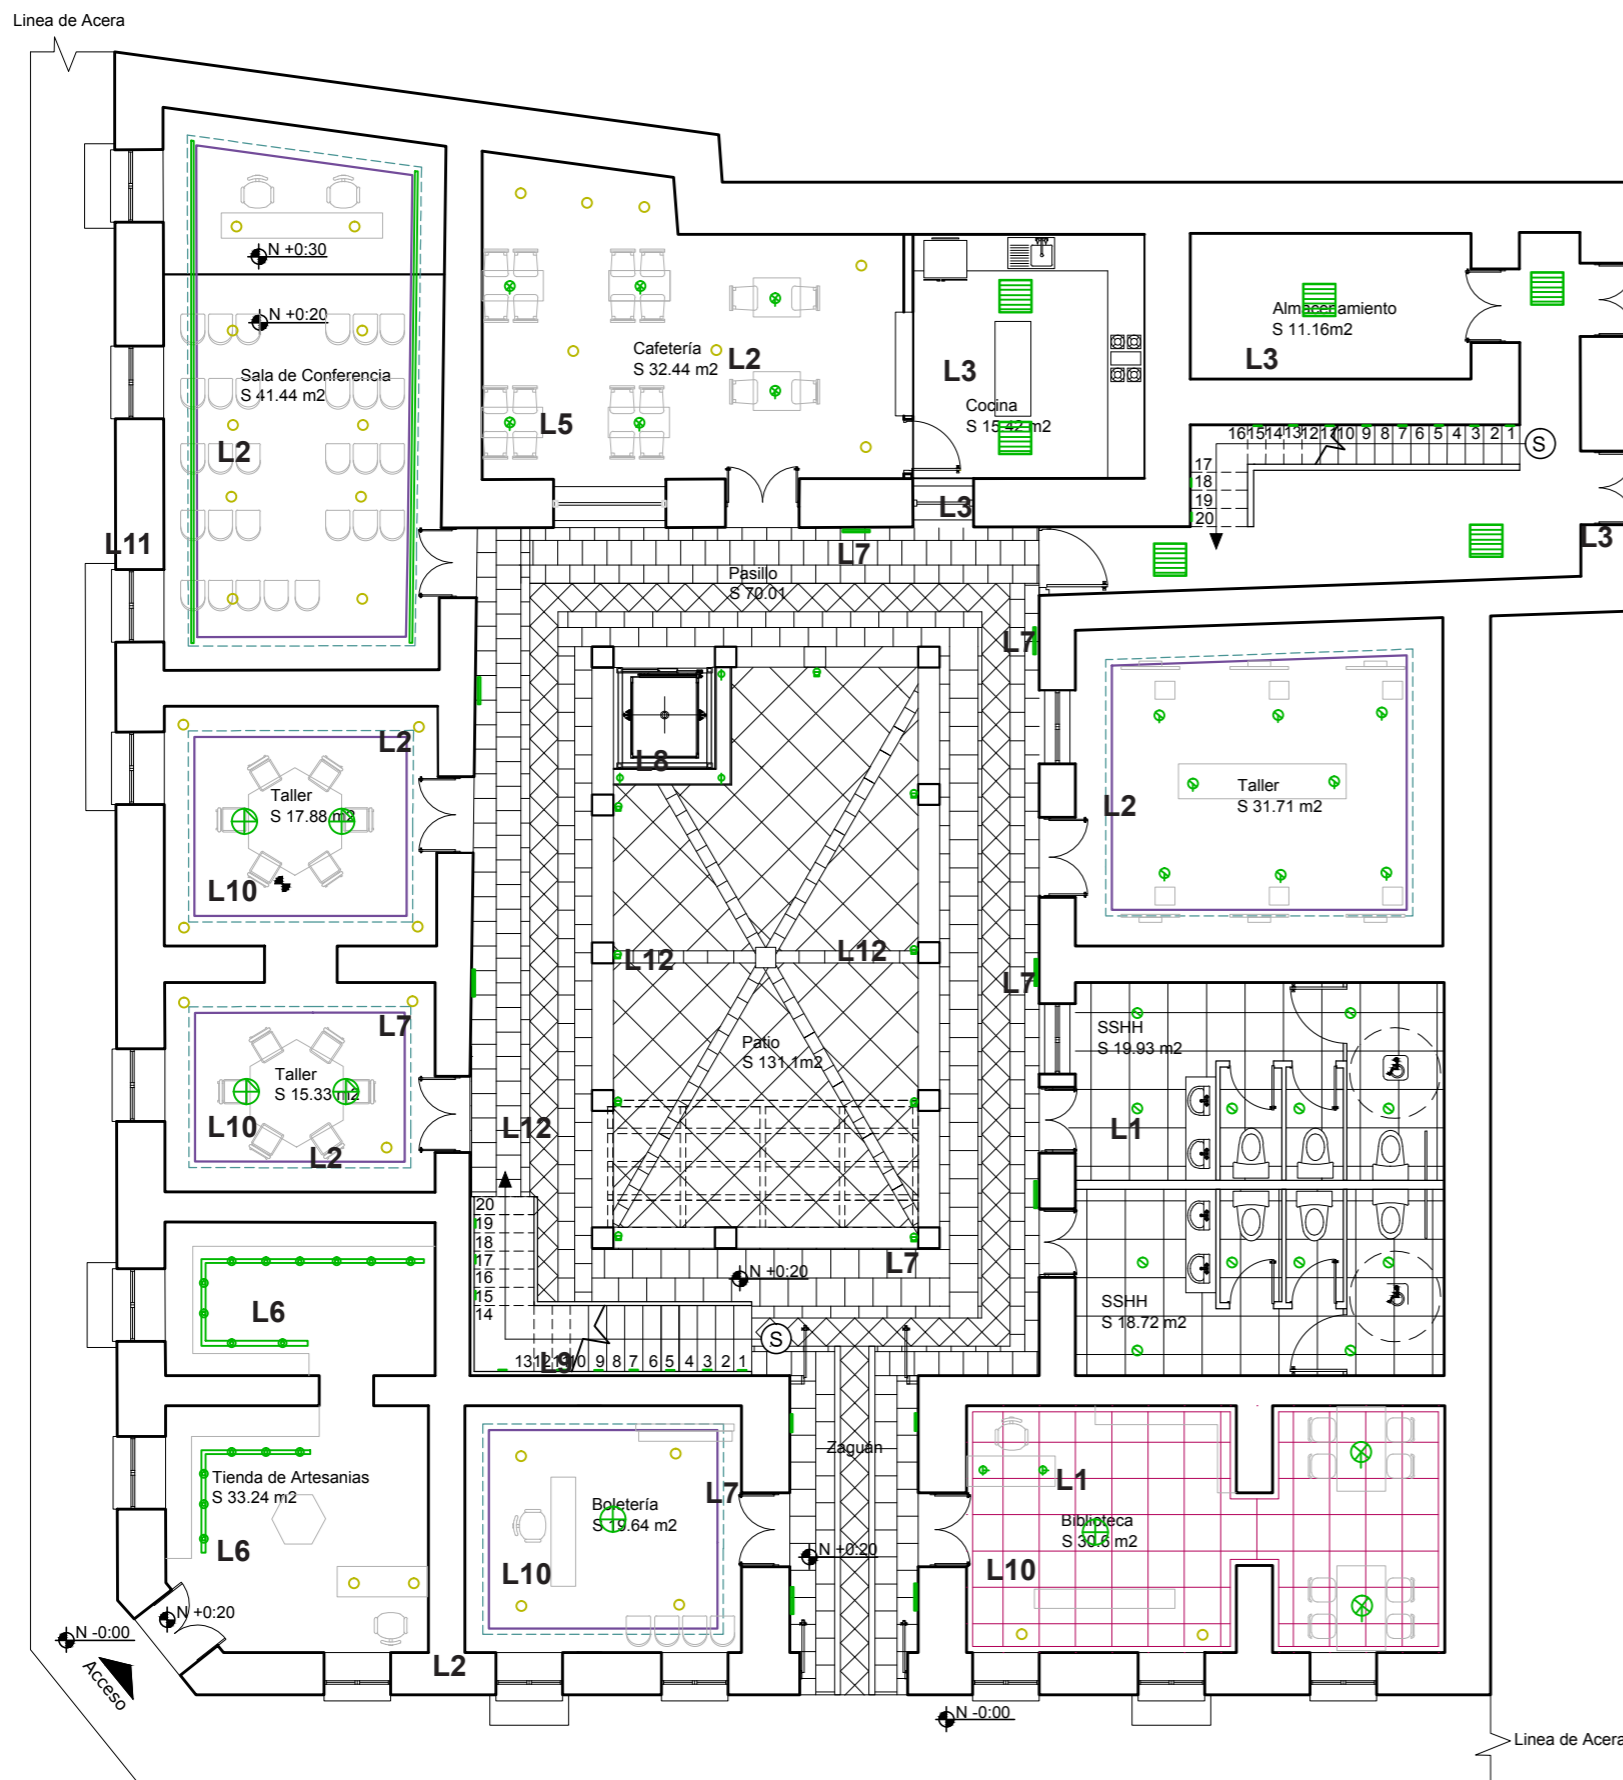 Linea de Acera
N +0:30
N +0:20
Sala de Conferencia
S 41.44 m2
L2
L11
Cafetería
S 32.44 m2
L2
L5
L3
Cocina
S 15.42 m2
L3
Almacenamiento
S 11.16m2
L3
16 15 14 13 12 11 10 9 8 7 6 5 4 3 2 1
S
17
18
19
20
L3
L7
Pasillo
S 70.01
L7
L8
L2
Taller
S 17.88 m2
L10
Taller
S 31.71 m2
L2
L12
L12
L7
L7
Taller
S 15.33 m2
L10
L2
Patio
S 131.1m2
SSHH
S 19.93 m2
L1
L12
20
19
18
17
16
15
14
L7
N +0:20
L6
SSHH
S 18.72 m2
S
13 12 11 10 9 8 7 6 5 4 3 2 1
L9
Zaguán
Tienda de Artesanias
S 33.24 m2
L6
L7
Boletería
S 19.64 m2
L10
L1
Biblioteca
S 30.6 m2
L10
N +0:20
N +0:20
N -0:00
Acceso
L2
N -0:00
Linea de Acera